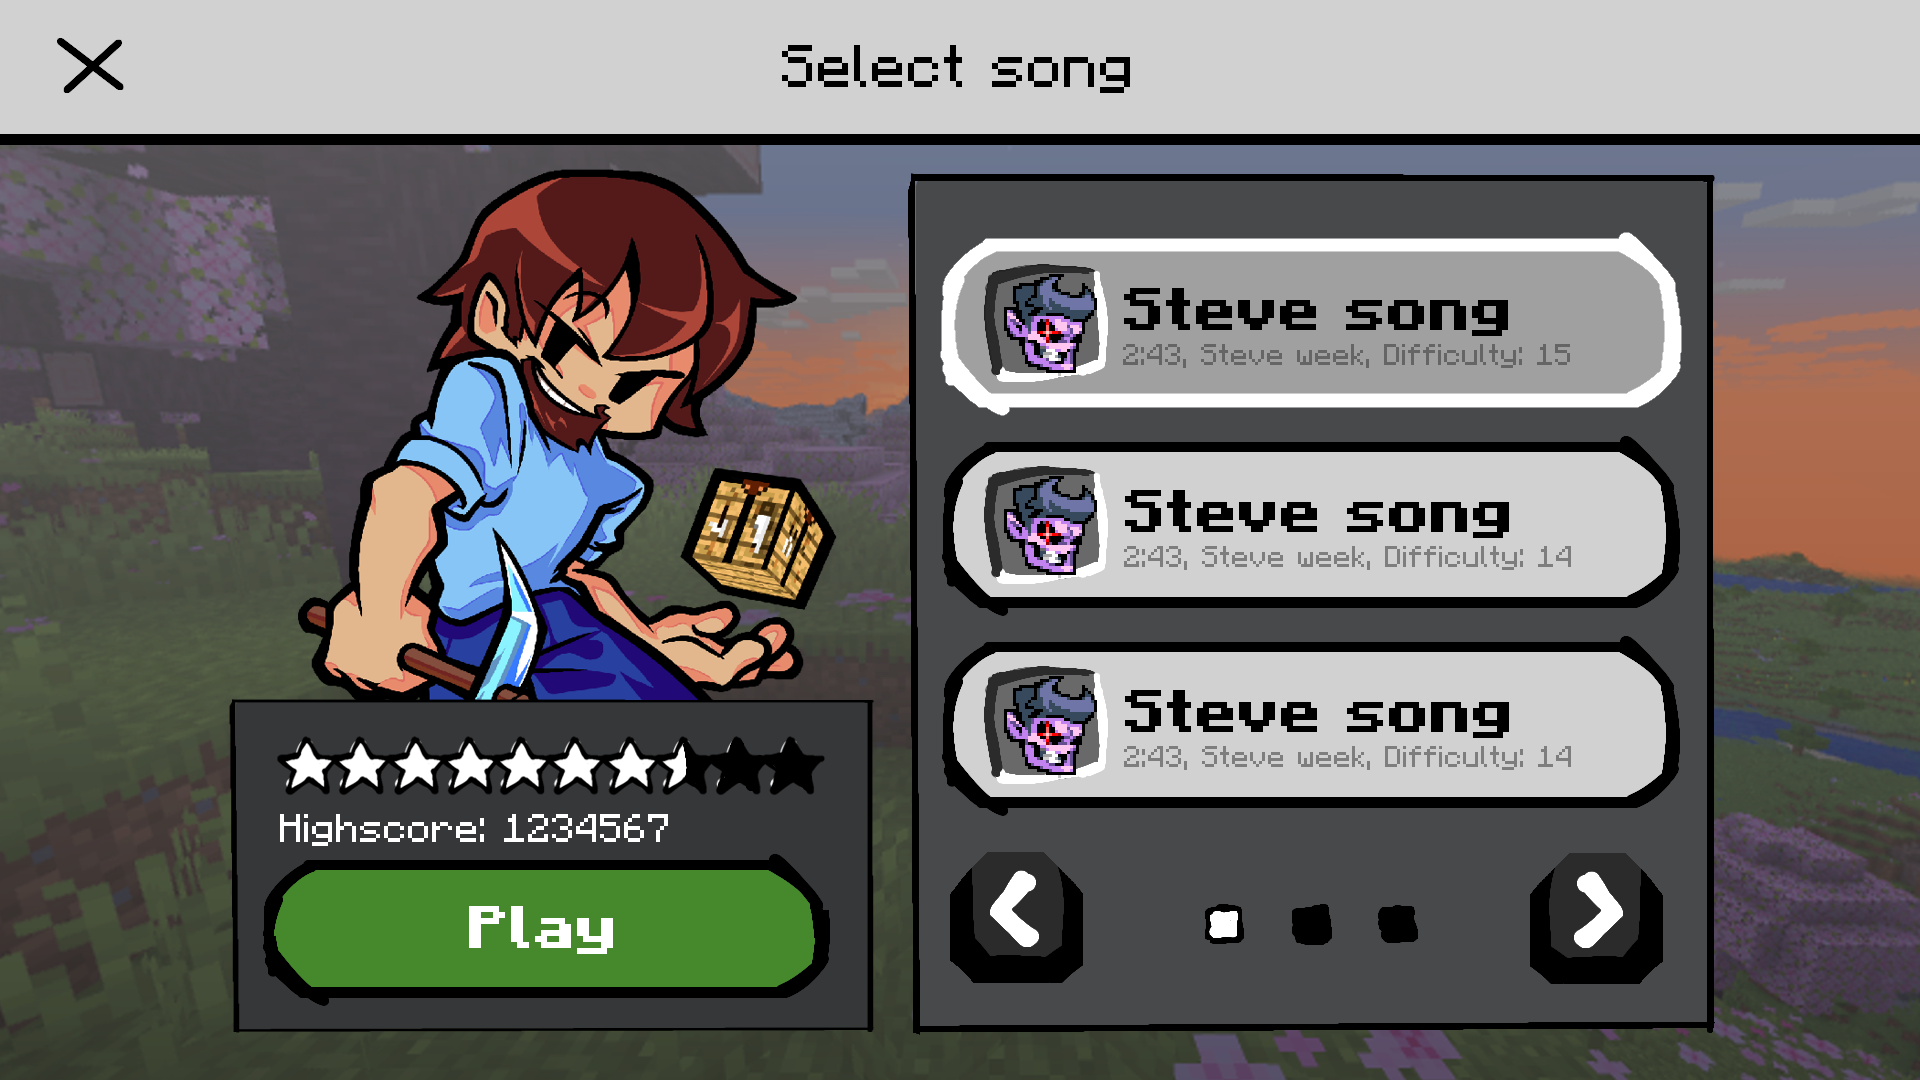 Select song
Steve song
2:43, Steve week, Difficulty: 15
Steve song
2:43, Steve week, Difficulty: 14
Steve song
2:43, Steve week, Difficulty: 14
Highscore: 1234567
Play